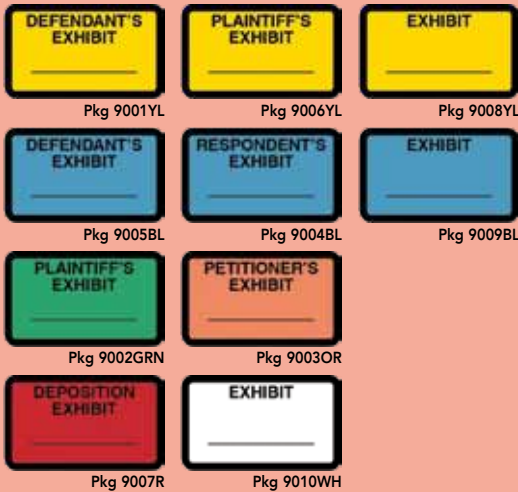 DEFENDANT'S
EXHIBIT
Pkg 9001YL
PLAINTIFF'S
EXHIBIT
Pkg 9006YL
EXHIBIT
Pkg 9008YL
DEFENDANT'S
EXHIBIT
Pkg 9005BL
RESPONDENT'S
EXHIBIT
Pkg 9004BL
EXHIBIT
Pkg 9009BL
PLAINTIFF'S
EXHIBIT
Pkg 9002GRN
PETITIONER'S
EXHIBIT
Pkg 9003OR
DEPOSITION
EXHIBIT
Pkg 9007R
EXHIBIT
Pkg 9010WH